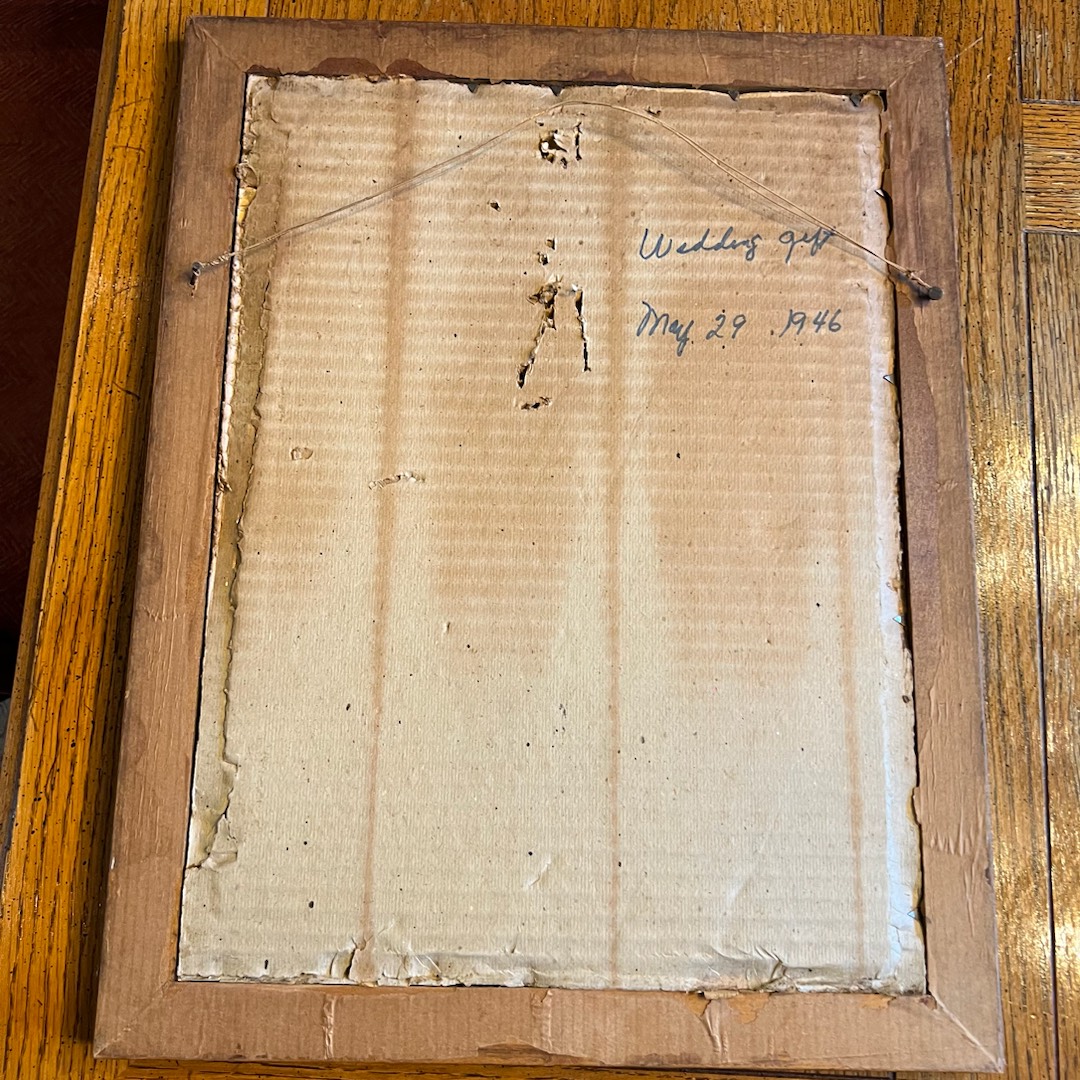 Wedding gift
May 29. 1946